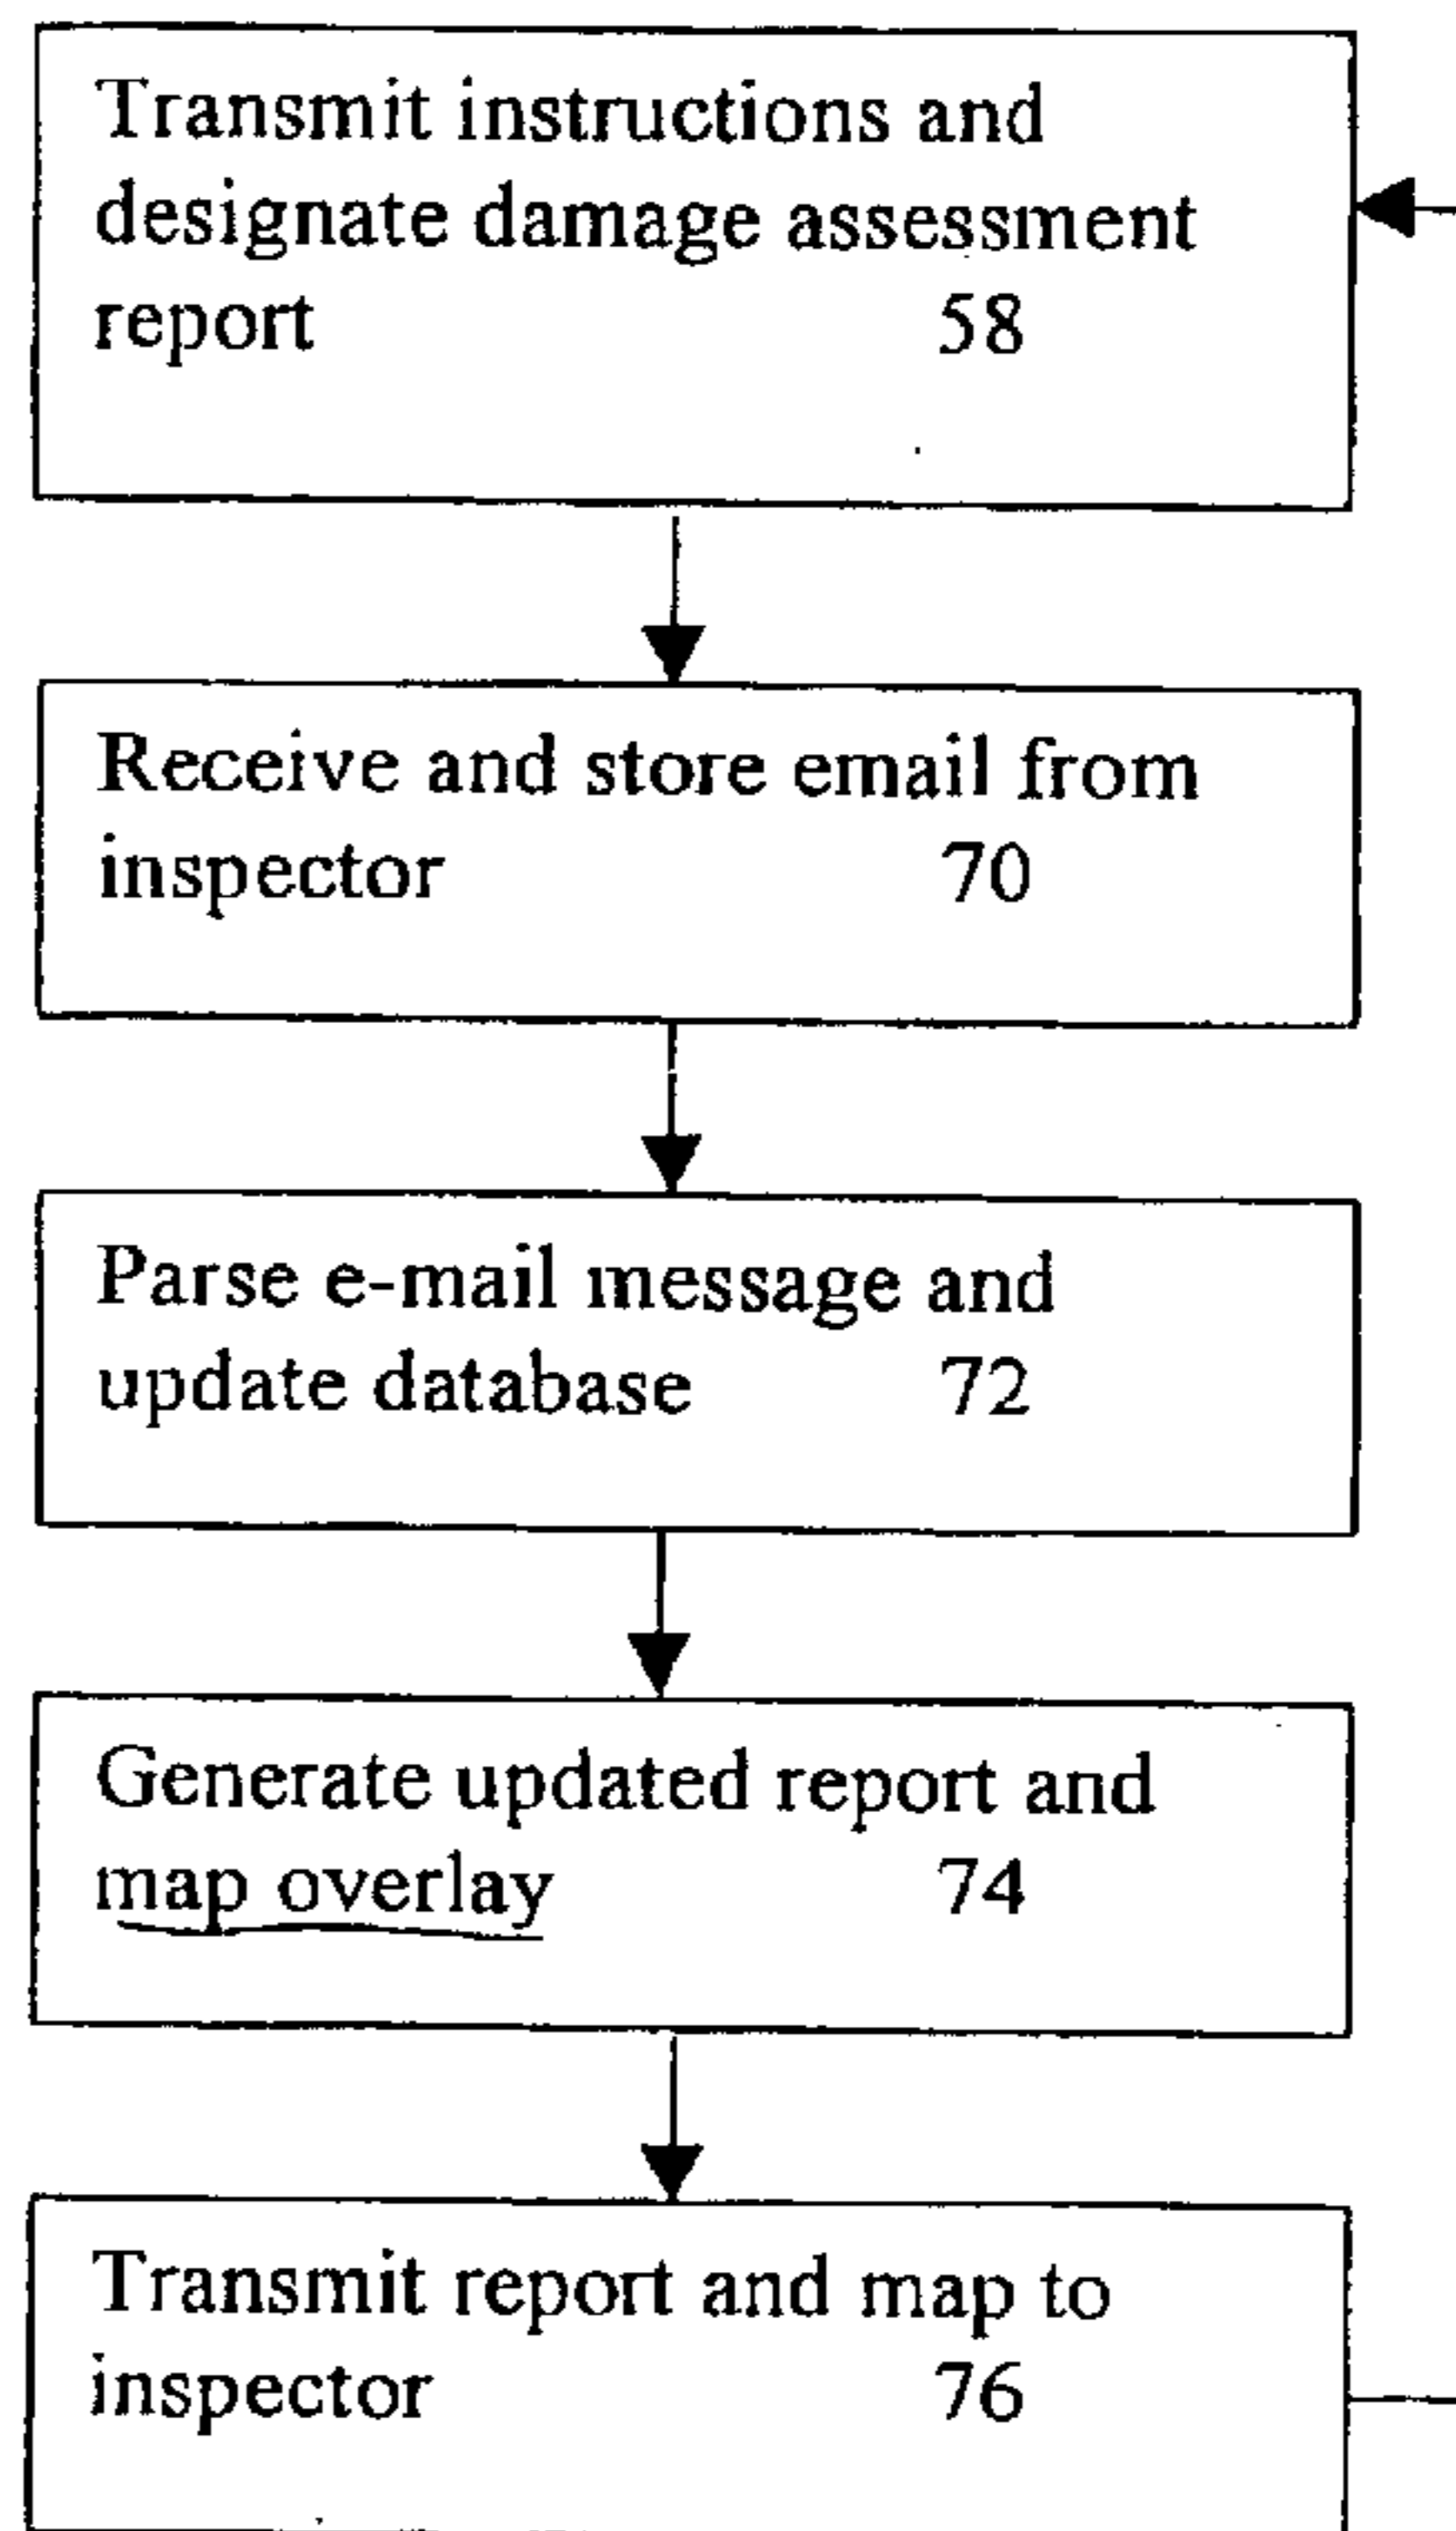 Transmit instructions and
designate damage assessment
report 58
Receive and store email from
inspector 70
Parse e-mail message and
update database 72
Generate updated report and
map overlay 74
Transmit report and map to
inspector 76